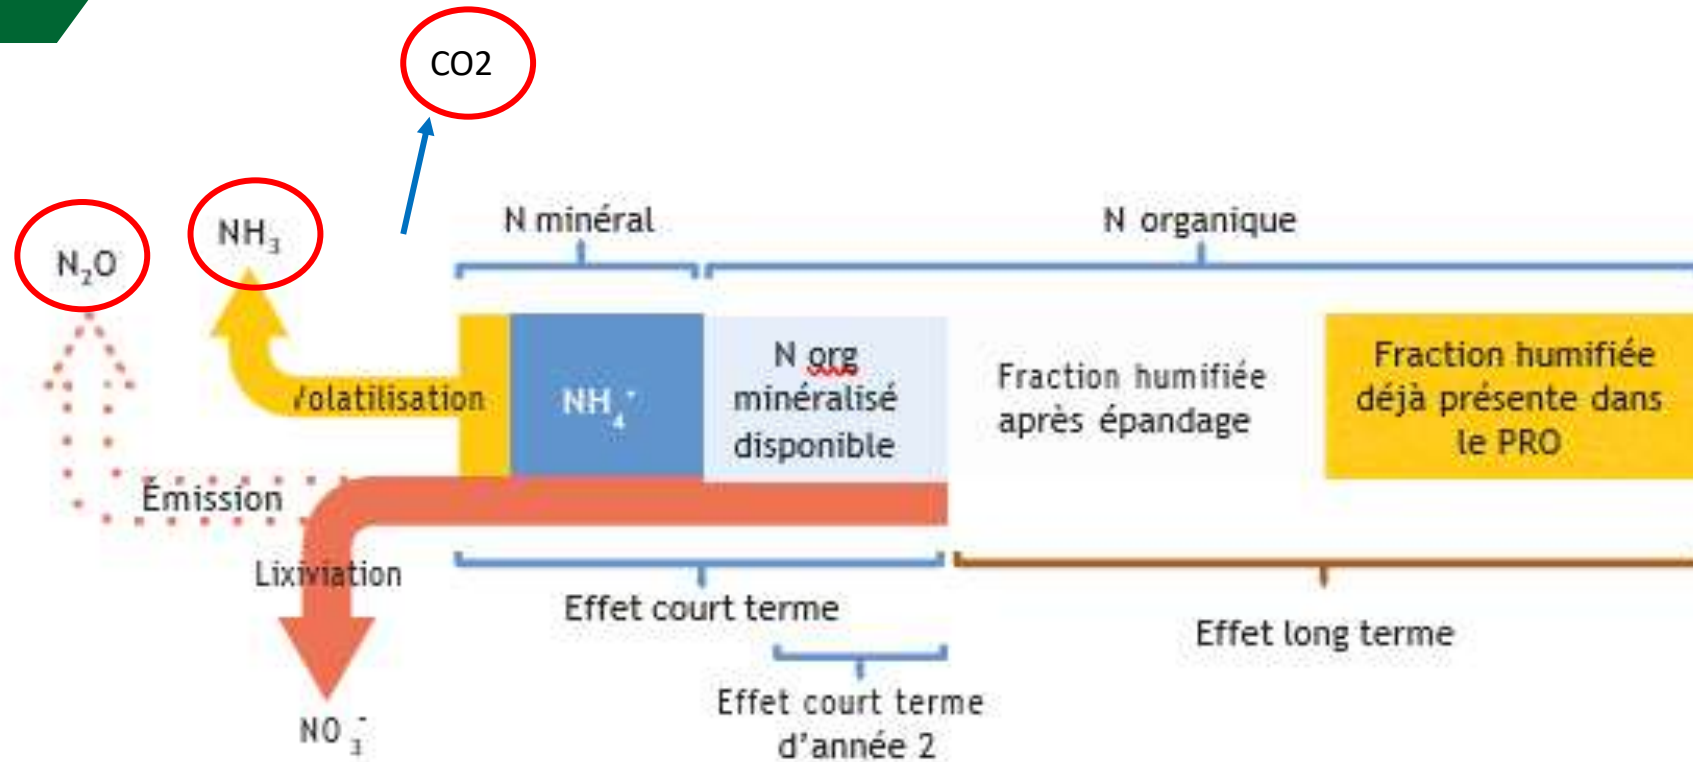 CO2
NH₃
N₂O
N minéral
N organique
Volatilisation
NH₄⁺
N org
minéralisé
disponible
Fraction humifiée
après épandage
Fraction humifiée
déjà présente dans
le PRO
Emission
Lixiviation
Effet court terme
Effet long terme
Effet court terme
d'année 2
NO₃⁻